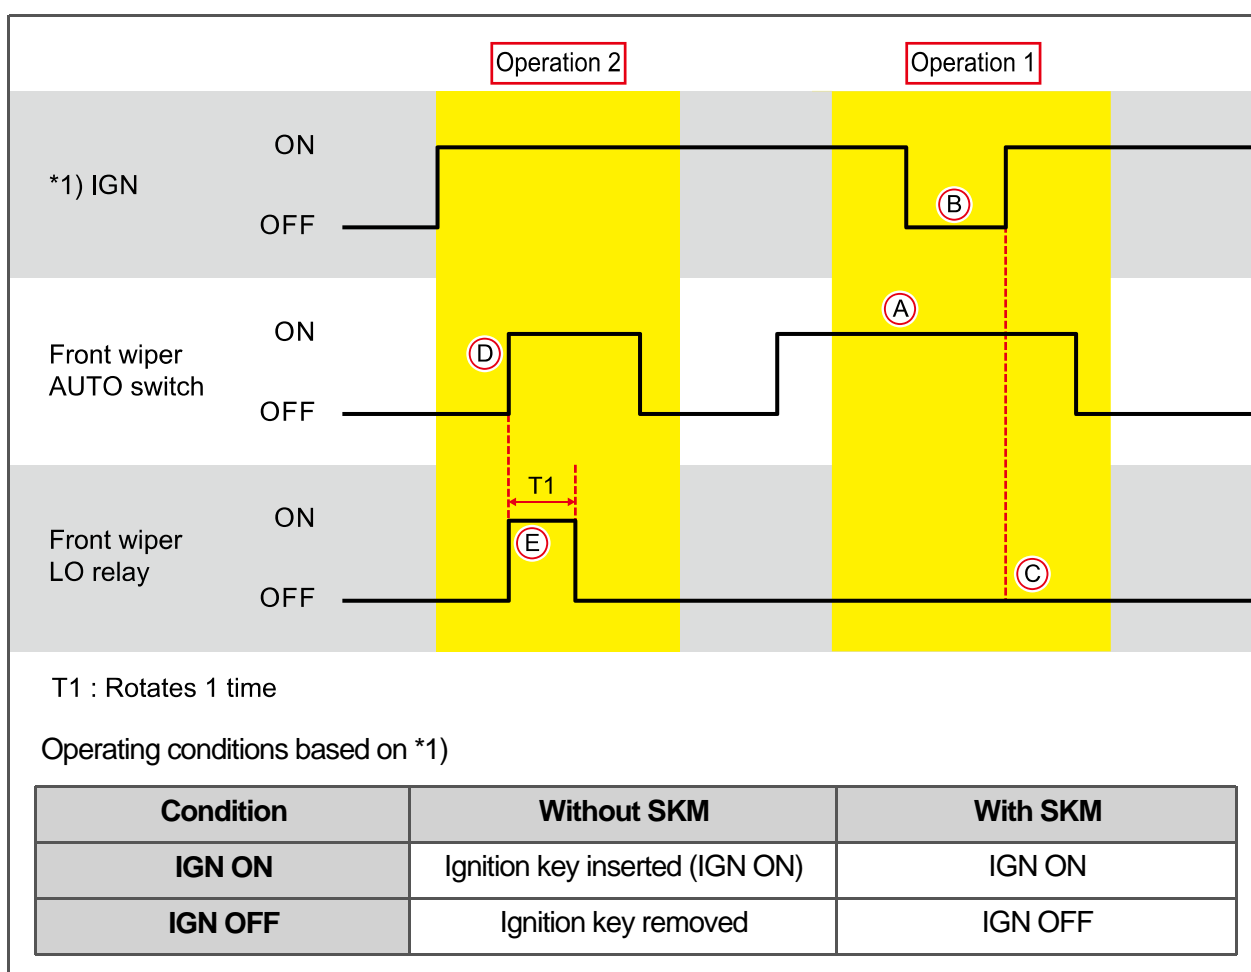 Operation 2
Operation 1
*1) IGN
ON
OFF
B
Front wiper
AUTO switch
ON
OFF
D
A
Front wiper
LO relay
ON
OFF
T1
E
C
T1 : Rotates 1 time
Operating conditions based on *1)
Condition
Without SKM
With SKM
IGN ON
Ignition key inserted (IGN ON)
IGN ON
IGN OFF
Ignition key removed
IGN OFF